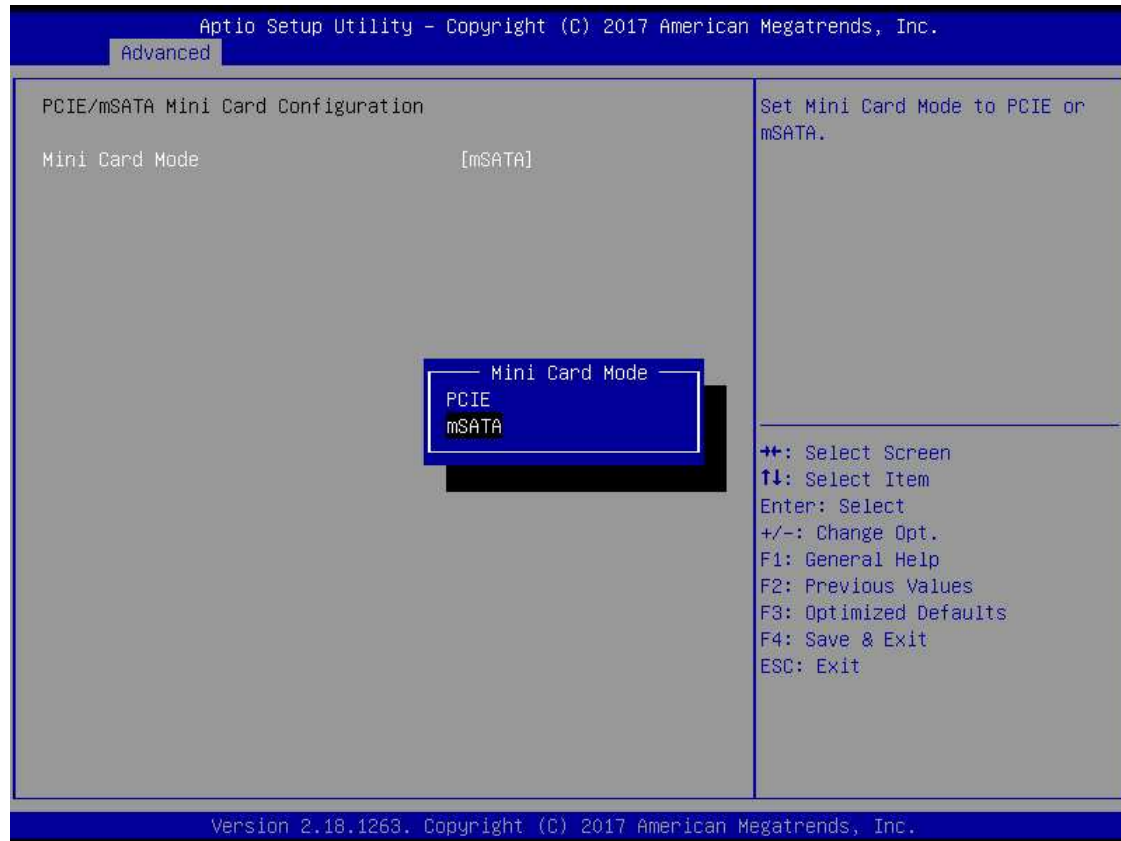 Aptio Setup Utility – Copyright (C) 2017 American Megatrends, Inc.
Advanced
PCIE/mSATA Mini Card Configuration
Mini Card Mode [mSATA]
Set Mini Card Mode to PCIE or
mSATA.
Mini Card Mode
PCIE
mSATA
→←: Select Screen
↑↓: Select Item
Enter: Select
+/-: Change Opt.
F1: General Help
F2: Previous Values
F3: Optimized Defaults
F4: Save & Exit
ESC: Exit
Version 2.18.1263. Copyright (C) 2017 American Megatrends, Inc.